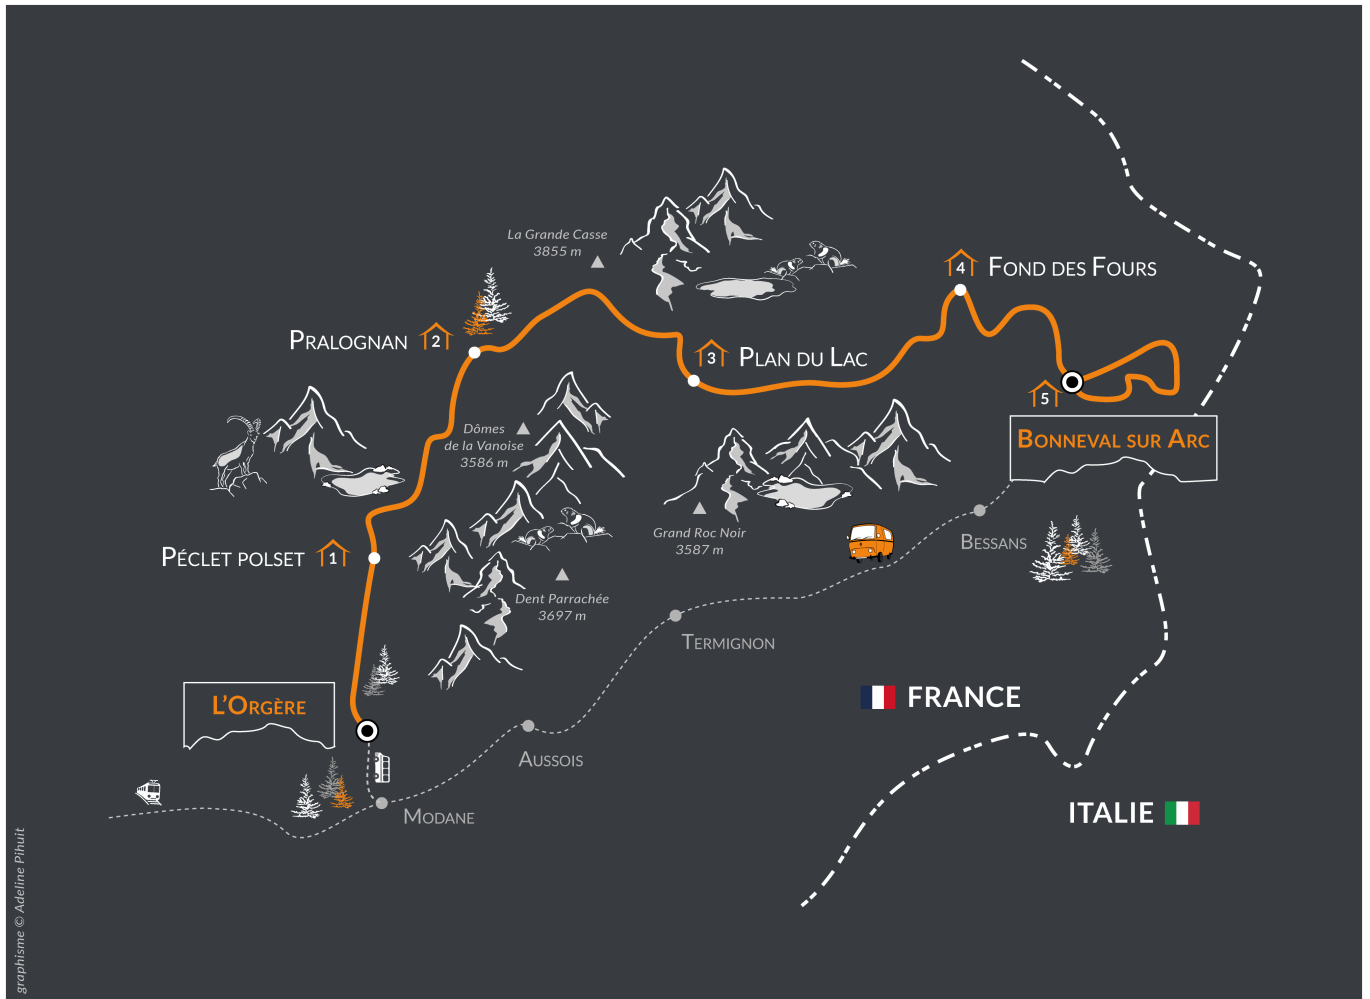 La Grande Casse
3855 m
4 FOND DES FOURS
PRALOGNAN 2
3 PLAN DU LAC
5
BONNEVAL SUR ARC
Dômes
de la Vanoise
3586 m
Grand Roc Noir
3587 m
BESSANS
PÉCLET POLSET 1
Dent Parrachée
3697 m
TERMIGNON
L'ORGÈRE
FRANCE
AUSSOIS
MODANE
ITALIE
graphisme © Adeline Pihuit